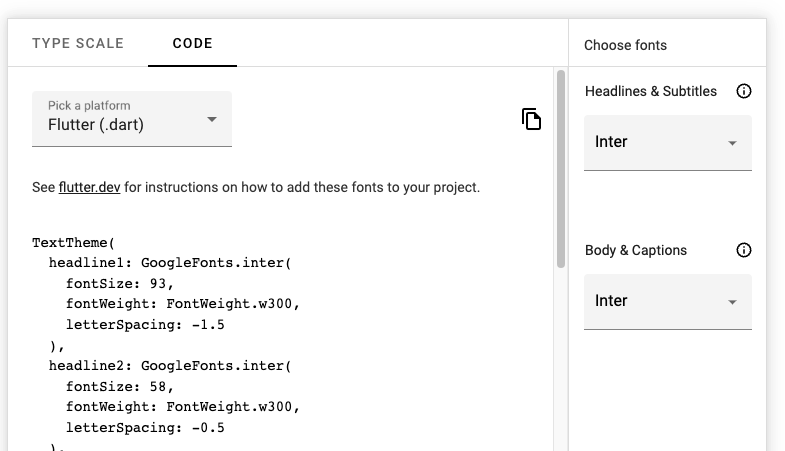 TYPE SCALE
CODE
Choose fonts
Pick a platform
Flutter (.dart)
Headlines & Subtitles
Inter
See flutter.dev for instructions on how to add these fonts to your project.
Body & Captions
Inter
TextTheme(
  headline1: GoogleFonts.inter(
    fontSize: 93,
    fontWeight: FontWeight.w300,
    letterSpacing: -1.5
  ),
  headline2: GoogleFonts.inter(
    fontSize: 58,
    fontWeight: FontWeight.w300,
    letterSpacing: -0.5
  ),